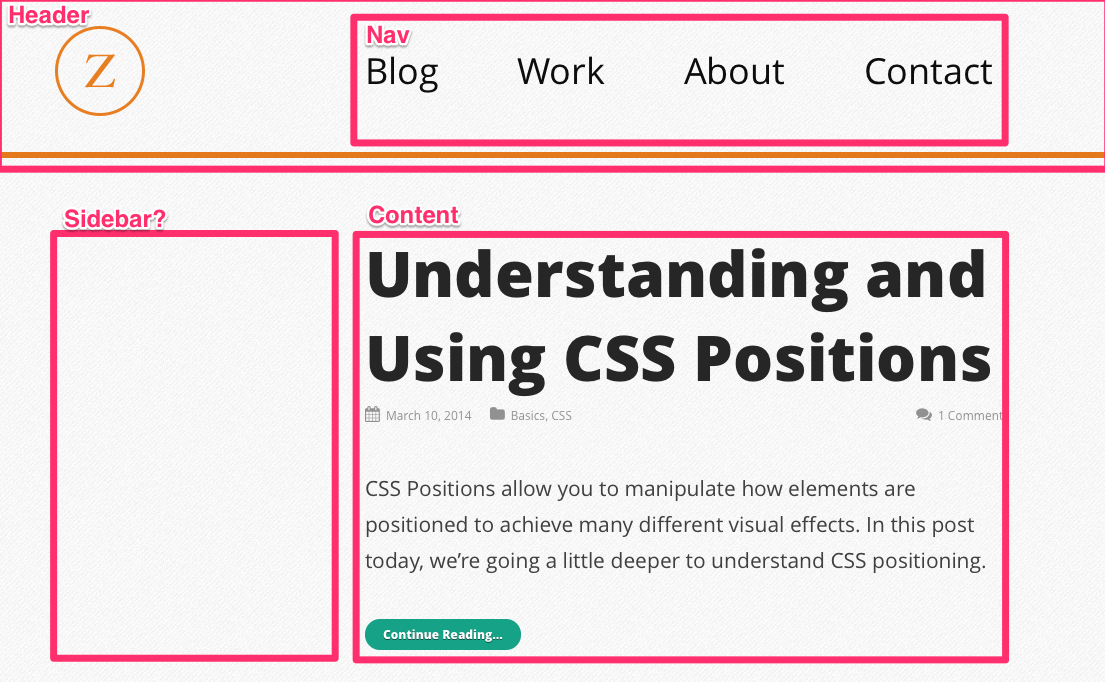 Header
Z
Nav
Blog Work About Contact
Sidebar?
Content
Understanding and
Using CSS Positions
March 10, 2014 Basics, CSS 1 Comment
CSS Positions allow you to manipulate how elements are
positioned to achieve many different visual effects. In this post
today, we’re going a little deeper to understand CSS positioning.
Continue Reading...